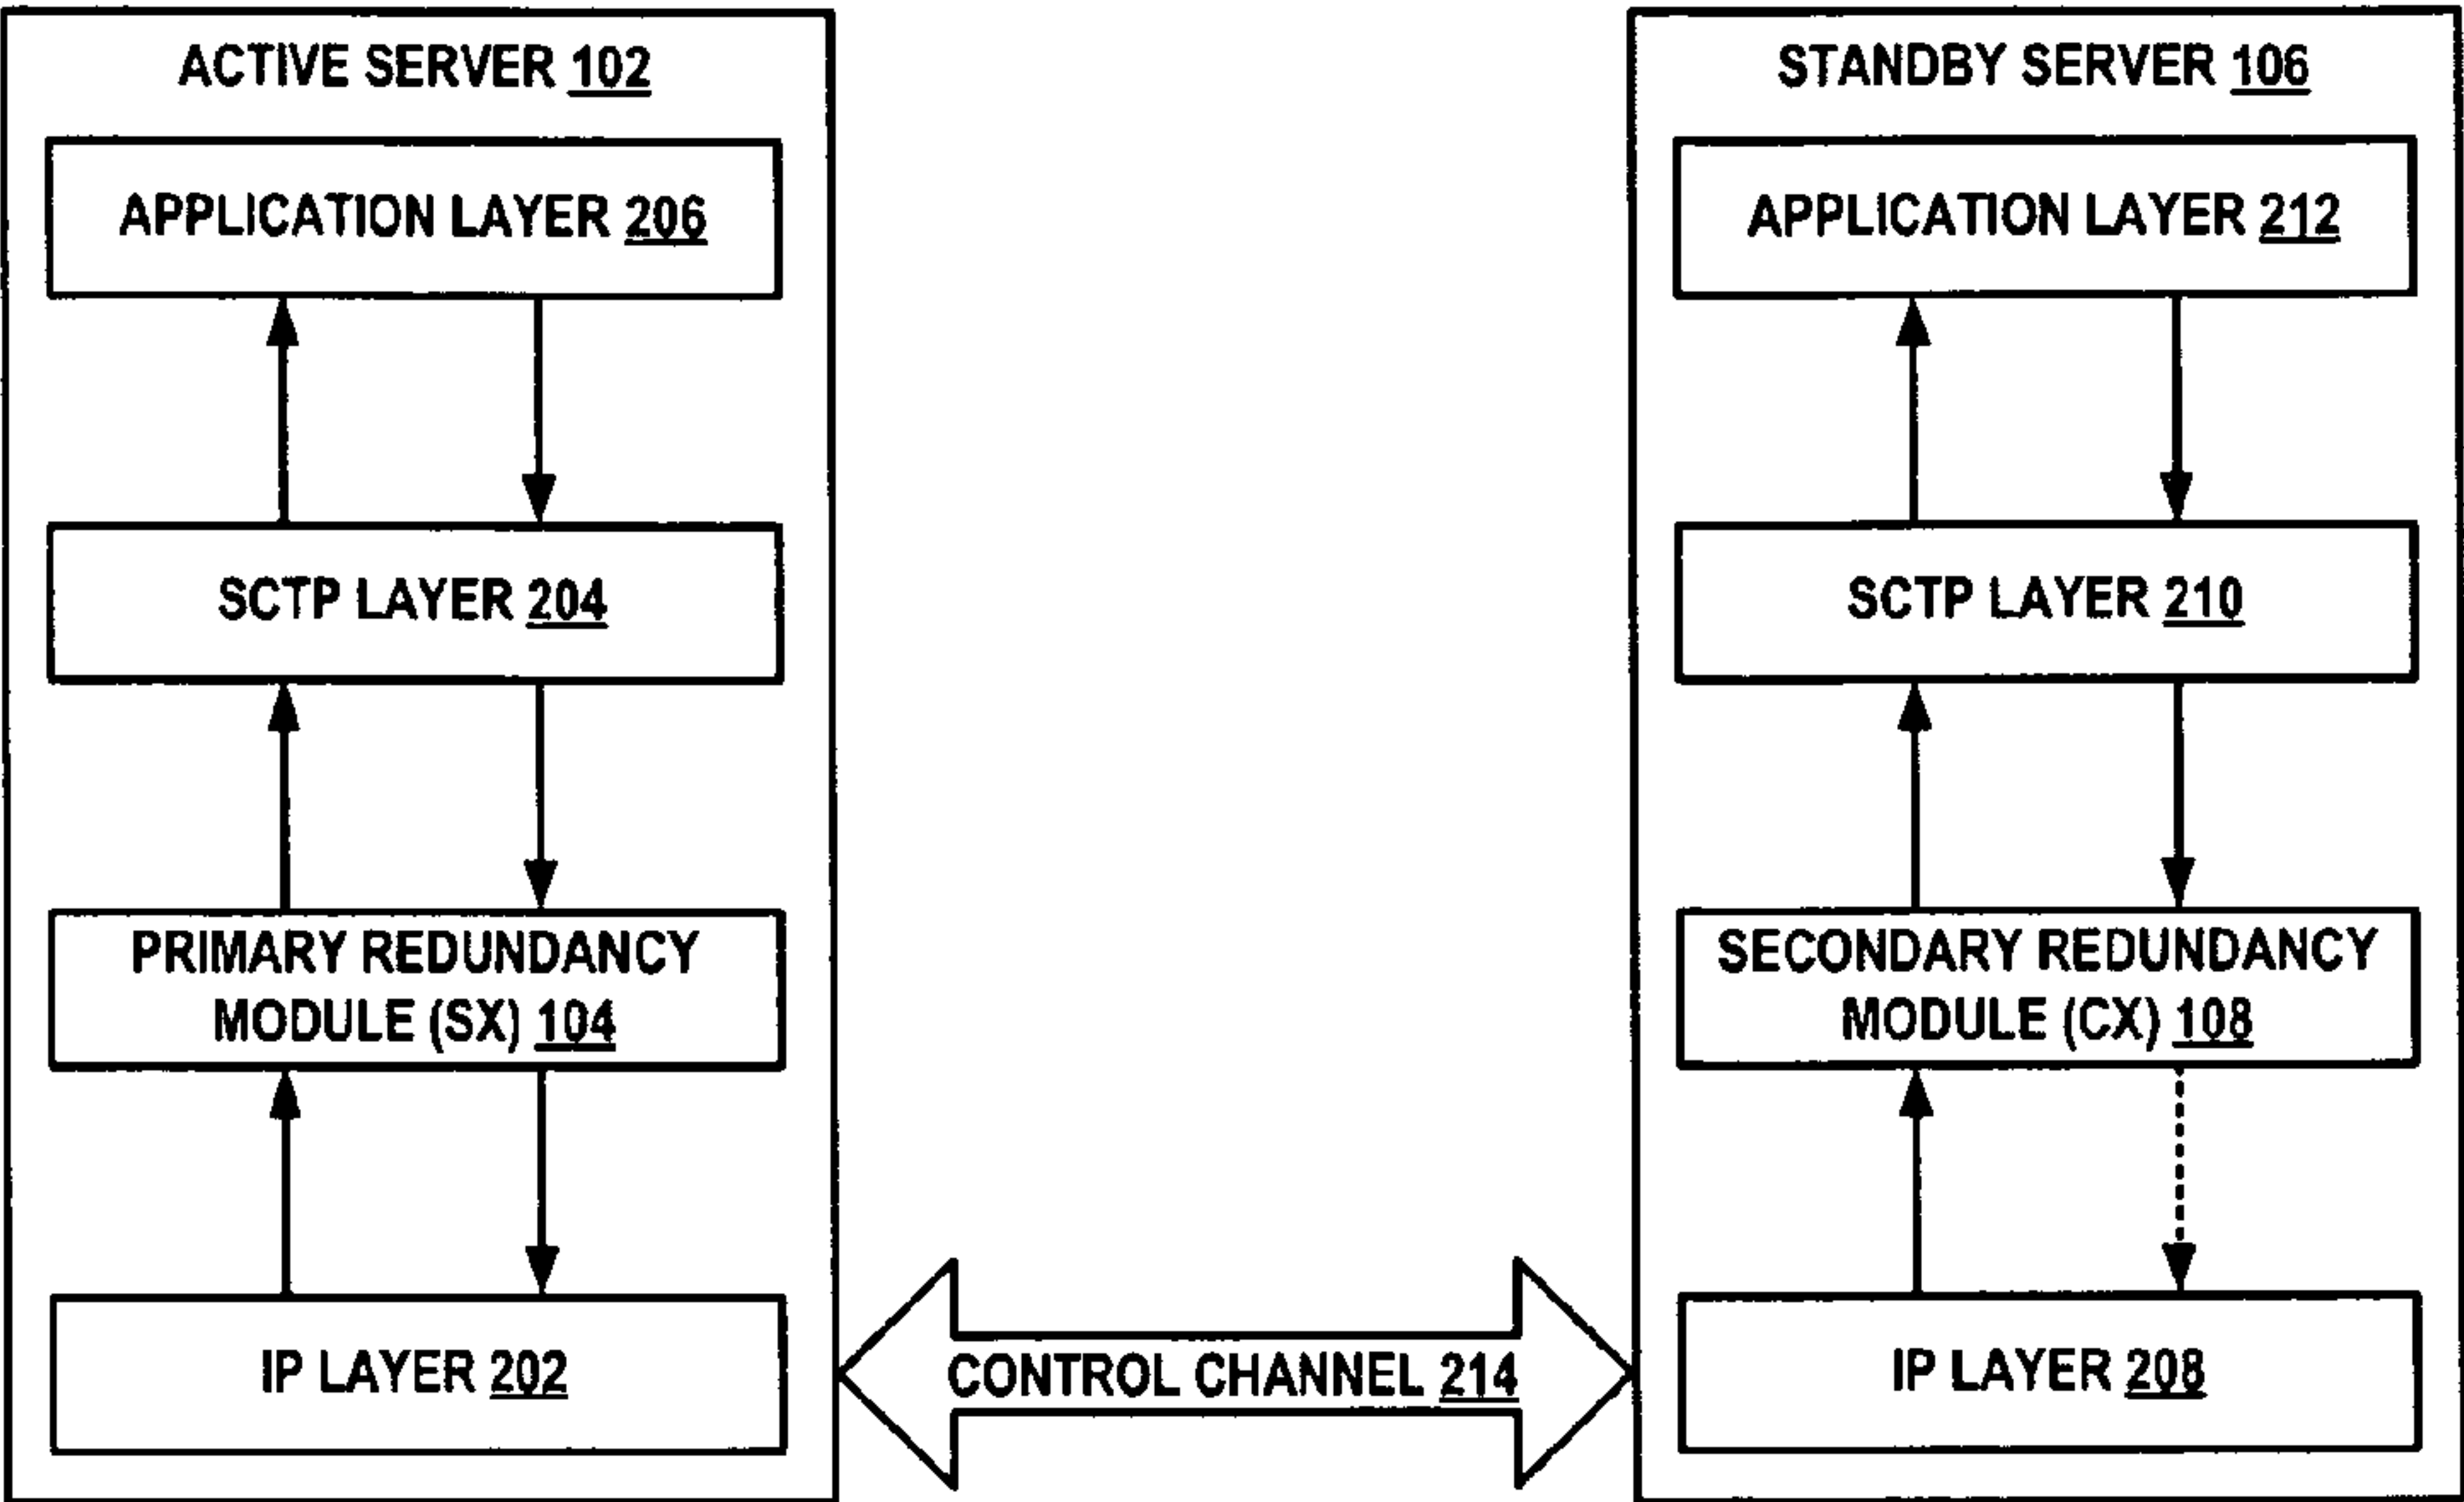 ACTIVE SERVER 102
APPLICATION LAYER 206
SCTP LAYER 204
PRIMARY REDUNDANCY
MODULE (SX) 104
IP LAYER 202
CONTROL CHANNEL 214
STANDBY SERVER 106
APPLICATION LAYER 212
SCTP LAYER 210
SECONDARY REDUNDANCY
MODULE (CX) 108
IP LAYER 208